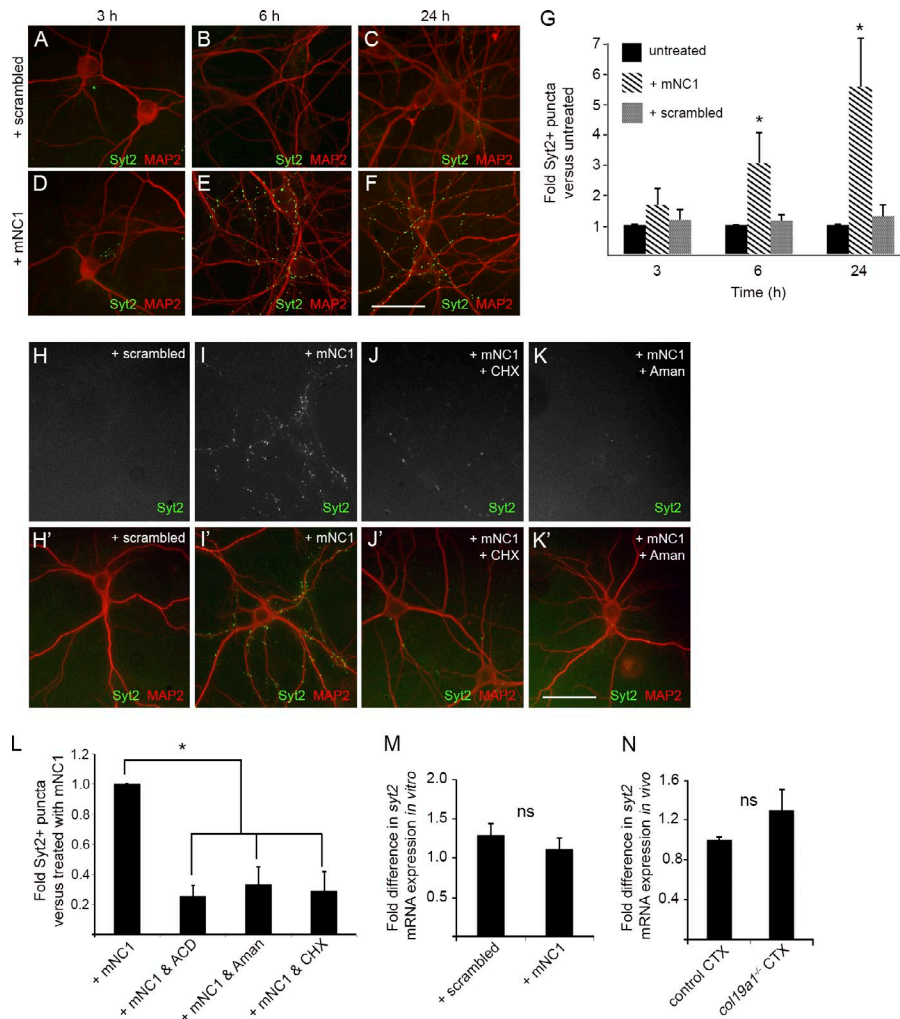 3 h 6 h 24 h
+ scrambled
A
Syt2 MAP2
B
Syt2 MAP2
C
Syt2 MAP2
+ mNC1
D
Syt2 MAP2
E
Syt2 MAP2
F
Syt2 MAP2
G
Fold Syt2+ puncta
versus untreated
7
6
5
4
3
2
1
untreated
+ mNC1
+ scrambled
*
*
3 6 24
Time (h)
H
+ scrambled
Syt2
I
+ mNC1
Syt2
J
+ mNC1
+ CHX
Syt2
K
+ mNC1
+ Aman
Syt2
H'
+ scrambled
Syt2 MAP2
I'
+ mNC1
Syt2 MAP2
J'
+ mNC1
+ CHX
Syt2 MAP2
K'
+ mNC1
+ Aman
Syt2 MAP2
L
Fold Syt2+ puncta
versus treated with mNC1
1.2
1.0
0.8
0.6
0.4
0.2
*
+ mNC1
+ mNC1 & ACD
+ mNC1 & Aman
+ mNC1 & CHX
M
Fold difference in syt2
mRNA expression in vitro
2.0
1.5
1.0
0.5
ns
+ scrambled
+ mNC1
N
Fold difference in syt2
mRNA expression in vivo
1.6
1.2
0.8
0.4
ns
control CTX
col19a1-/- CTX